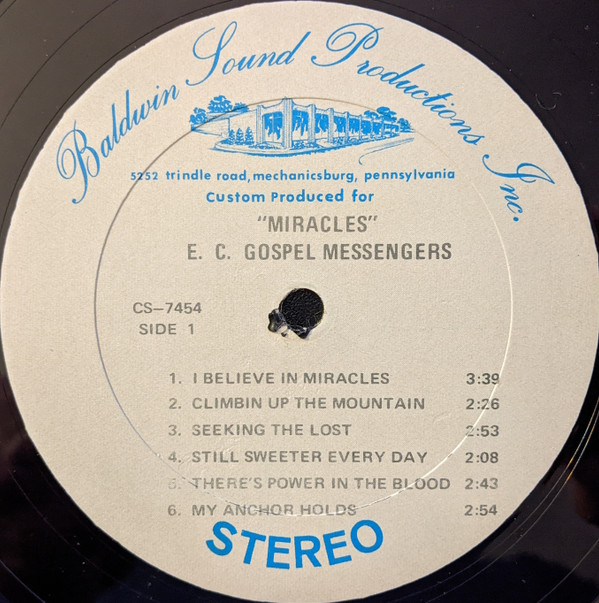 Baldwin Sound Productions Inc.
5252 trindle road, mechanicsburg, pennsylvania
Custom Produced for
"MIRACLES"
E. C. GOSPEL MESSENGERS
CS-7454
SIDE 1
1. I BELIEVE IN MIRACLES 3:39
2. CLIMBIN UP THE MOUNTAIN 2:26
3. SEEKING THE LOST 2:53
4. STILL SWEETER EVERY DAY 2:08
5. THERE'S POWER IN THE BLOOD 2:43
6. MY ANCHOR HOLDS 2:54
STEREO